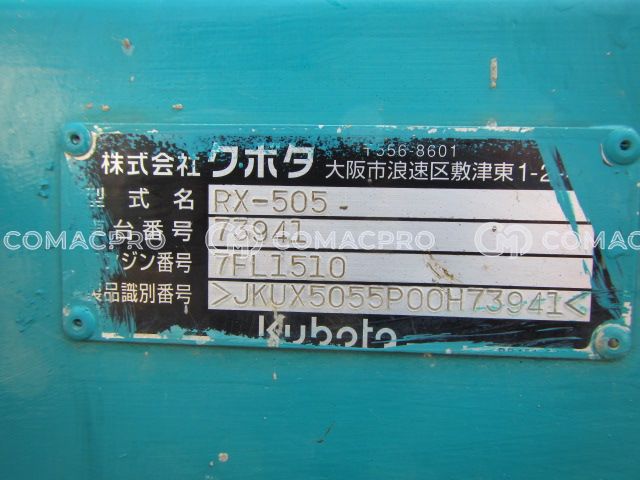 〒556-8601
株式会社 クボタ 大阪市浪速区敷津東1-2
型式名 RX-505
台番号 73941
ジン番号 7FL1510
品識別番号 >JKUX5055P00H73941<
Kubota
COMACPRO COMACPRO COMACPRO COMACPRO